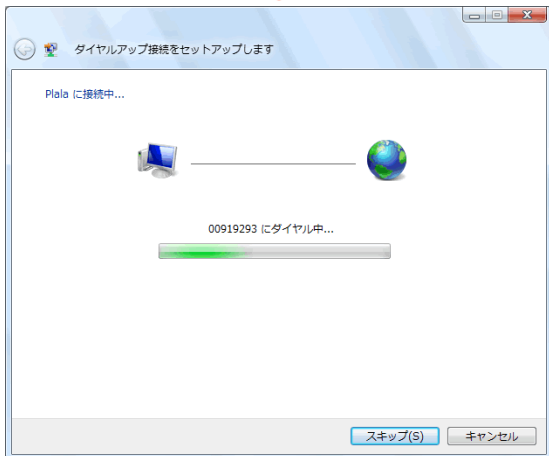 ダイヤルアップ接続をセットアップします
Plala に接続中...
00919293 にダイヤル中...
スキップ(S)
キャンセル